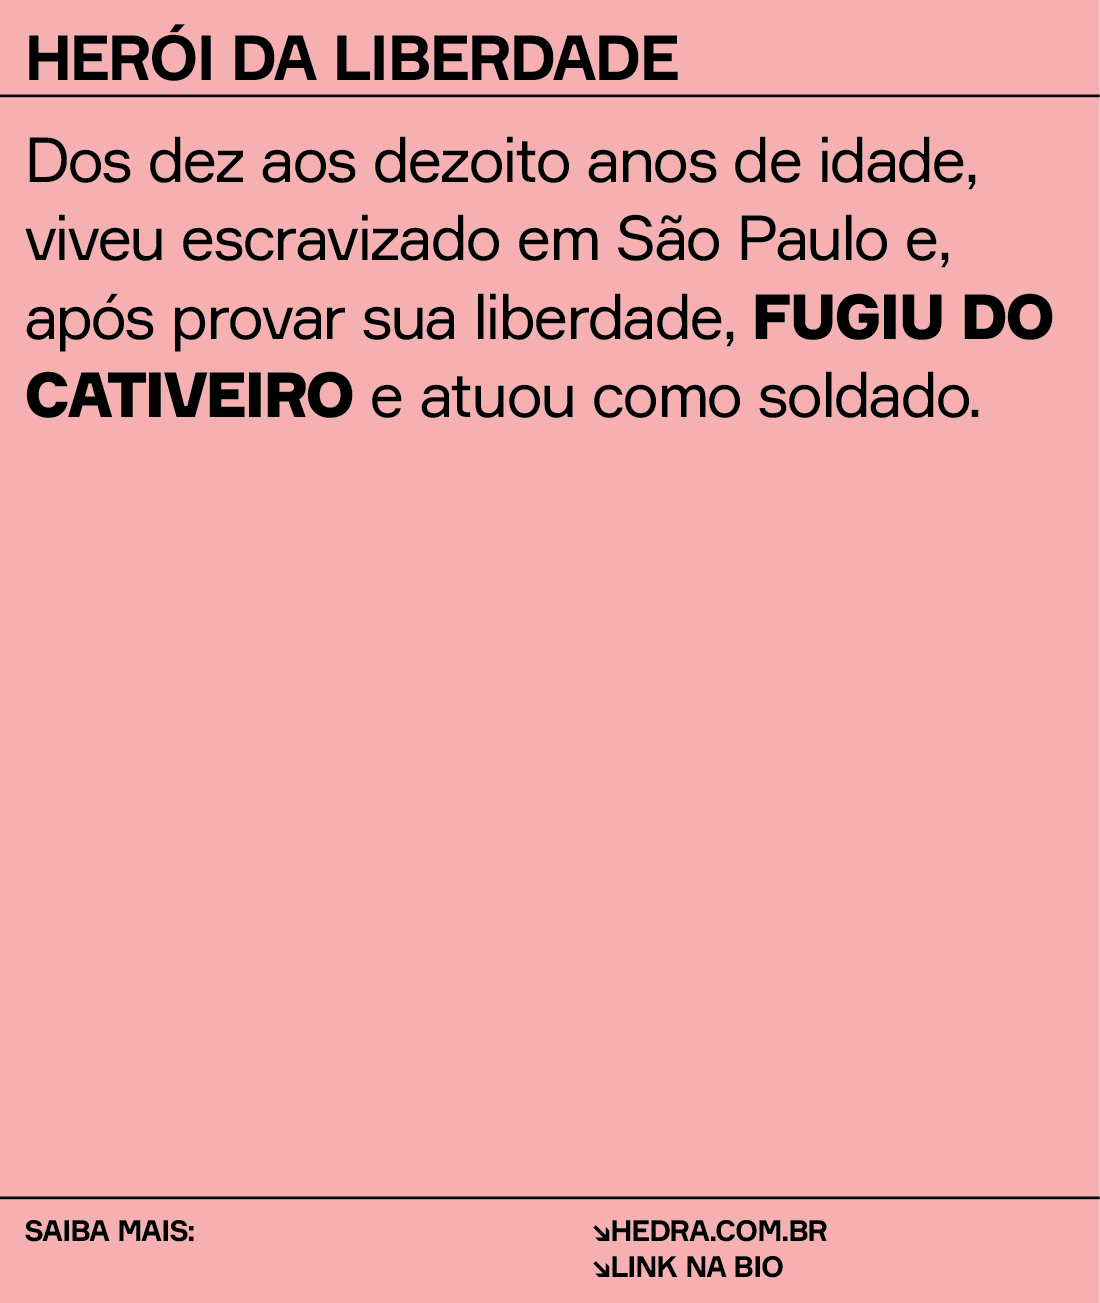 HERÓI DA LIBERDADE
Dos dez aos dezoito anos de idade,
viveu escravizado em São Paulo e,
após provar sua liberdade, FUGIU DO
CATIVEIRO e atuou como soldado.
SAIBA MAIS:
↘HEDRA.COM.BR
↘LINK NA BIO